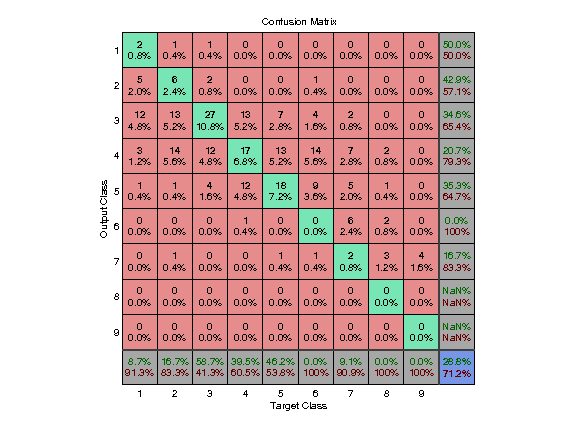 Confusion Matrix
2 1 1 0 0 0 0 0 0 50.0%
1
0.8% 0.4% 0.4% 0.0% 0.0% 0.0% 0.0% 0.0% 0.0% 50.0%
5 6 2 0 0 1 0 0 0 42.9%
2
2.0% 2.4% 0.8% 0.0% 0.0% 0.4% 0.0% 0.0% 0.0% 57.1%
12 13 27 13 7 4 2 0 0 34.6%
3
4.8% 5.2% 10.8% 5.2% 2.8% 1.6% 0.8% 0.0% 0.0% 65.4%
3 14 12 17 13 14 7 2 0 20.7%
4
1.2% 5.6% 4.8% 6.8% 5.2% 5.6% 2.8% 0.8% 0.0% 79.3%
1 1 4 12 18 9 5 1 0 35.3%
5
0.4% 0.4% 1.6% 4.8% 7.2% 3.6% 2.0% 0.4% 0.0% 64.7%
0 0 0 1 0 0 6 2 0 0.0%
6
0.0% 0.0% 0.0% 0.4% 0.0% 0.0% 2.4% 0.8% 0.0% 100%
0 1 0 0 1 1 2 3 4 16.7%
7
0.0% 0.4% 0.0% 0.0% 0.4% 0.4% 0.8% 1.2% 1.6% 83.3%
0 0 0 0 0 0 0 0 0 NaN%
8
0.0% 0.0% 0.0% 0.0% 0.0% 0.0% 0.0% 0.0% 0.0% NaN%
0 0 0 0 0 0 0 0 0 NaN%
9
0.0% 0.0% 0.0% 0.0% 0.0% 0.0% 0.0% 0.0% 0.0% NaN%
8.7% 16.7% 58.7% 39.5% 46.2% 0.0% 9.1% 0.0% 0.0% 28.8%
91.3% 83.3% 41.3% 60.5% 53.8% 100% 90.9% 100% 100% 71.2%
1 2 3 4 5 6 7 8 9
Target Class
Output Class